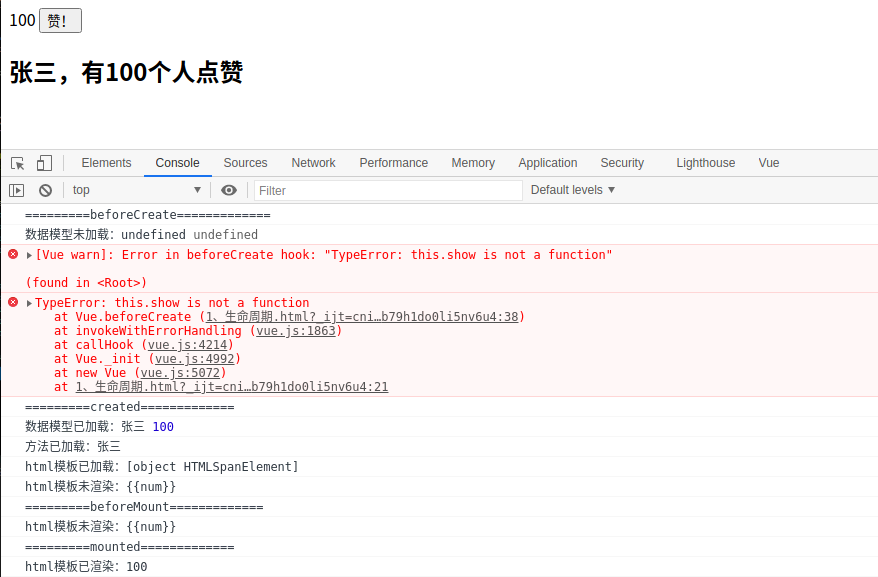 100 赞！
张三，有100个人点赞
Elements Console Sources Network Performance Memory Application Security Lighthouse Vue
top Filter Default levels
=========beforeCreate=============
数据模型未加载：undefined undefined
[Vue warn]: Error in beforeCreate hook: "TypeError: this.show is not a function"
(found in <Root>)
TypeError: this.show is not a function
at Vue.beforeCreate (1、生命周期.html?_ijt=cni…b79h1do0li5nv6u4:38)
at invokeWithErrorHandling (vue.js:1863)
at callHook (vue.js:4214)
at Vue._init (vue.js:4992)
at new Vue (vue.js:5072)
at 1、生命周期.html?_ijt=cni…b79h1do0li5nv6u4:21
=========created=============
数据模型已加载：张三 100
方法已加载：张三
html模板已加载：[object HTMLSpanElement]
html模板未渲染：{{num}}
=========beforeMount=============
html模板未渲染：{{num}}
=========mounted=============
html模板已渲染：100